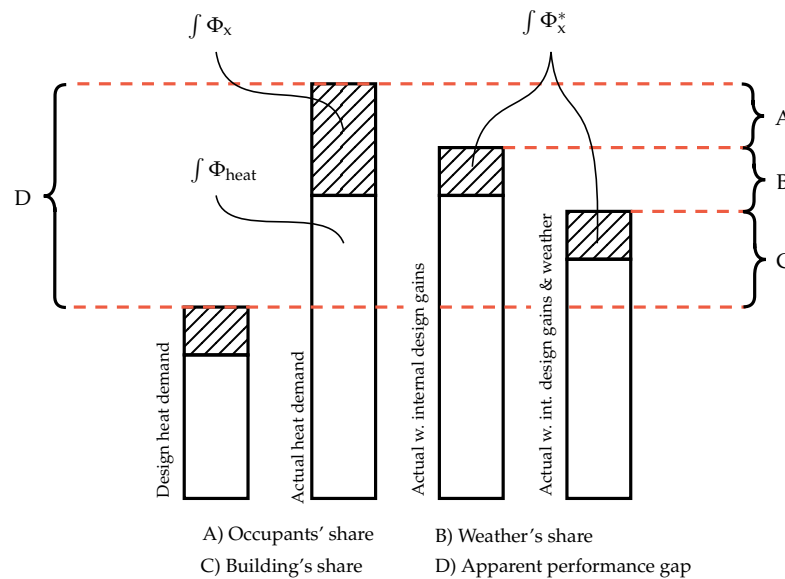 ∫ Φx
∫ Φx*
A
∫ Φheat
B
D
C
Design heat demand
Actual heat demand
Actual w. internal design gains
Actual w. int. design gains & weather
A) Occupants' share
B) Weather's share
C) Building's share
D) Apparent performance gap